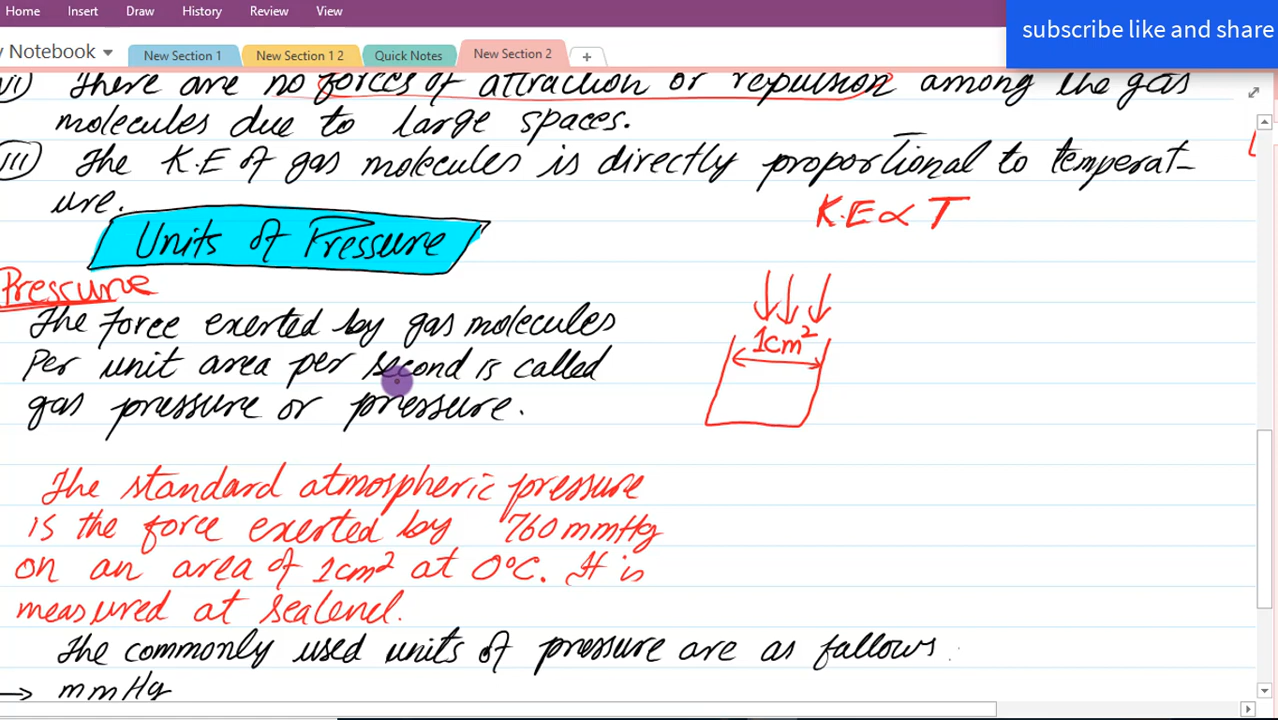 Home Insert Draw History Review View
subscribe like and share
y Notebook New Section 1 New Section 1 2 Quick Notes New Section 2 +
vi) There are no forces of attraction or repulsion among the gas
molecules due to large spaces.
III) The K.E of gas molecules is directly proportional to temperat-
ure.
K.E ∝ T
Units of Pressure
Pressure
The force exerted by gas molecules
Per unit area per second is called
gas pressure or pressure.
1cm²
The standard atmospheric pressure
is the force exerted by 760 mmHg
on an area of 1cm² at 0°C. It is
measured at sealevel.
The commonly used units of pressure are as fallows
→ mmHg